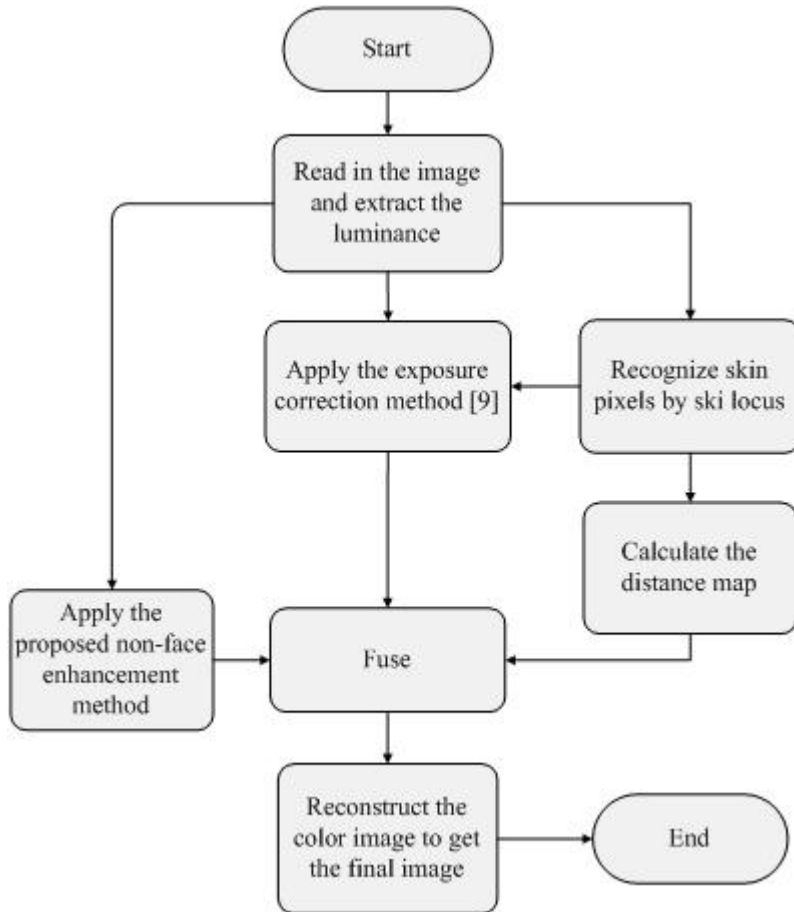 Start
Read in the image
and extract the
luminance
Apply the exposure
correction method [9]
Recognize skin
pixels by ski locus
Calculate the
distance map
Apply the
proposed non-face
enhancement
method
Fuse
Reconstruct the
color image to get
the final image
End